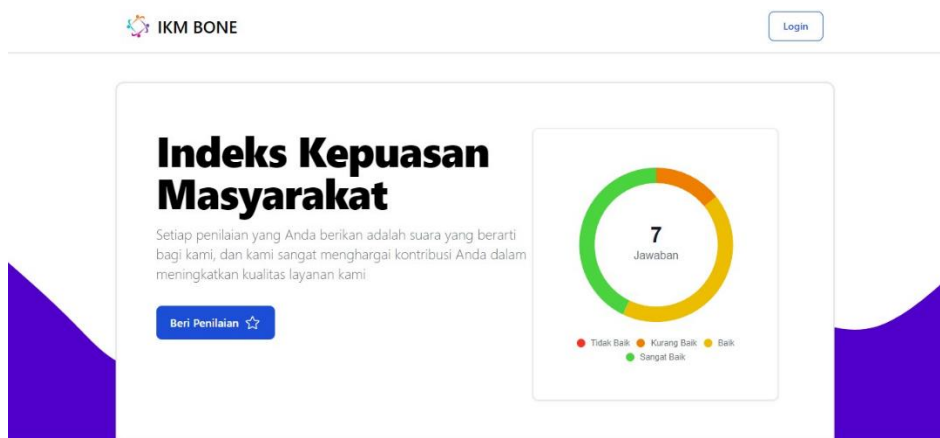 IKM BONE
Login
Indeks Kepuasan
Masyarakat
Setiap penilaian yang Anda berikan adalah suara yang berarti
bagi kami, dan kami sangat menghargai kontribusi Anda dalam
meningkatkan kualitas layanan kami
Beri Penilaian
7
Jawaban
Tidak Baik Kurang Baik Baik
Sangat Baik